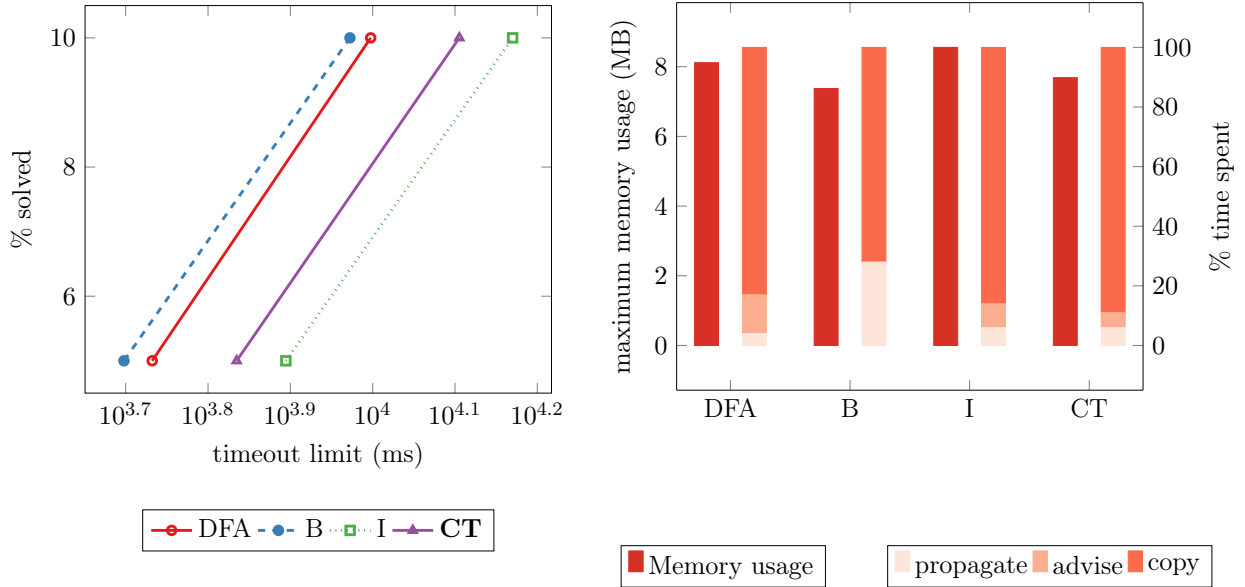 10
8
6
% solved
10^3.7 10^3.8 10^3.9 10^4 10^4.1 10^4.2
timeout limit (ms)
DFA B I CT
8
6
4
2
0
maximum memory usage (MB)
100
80
60
40
20
0
% time spent
DFA B I CT
Memory usage
propagate advise copy